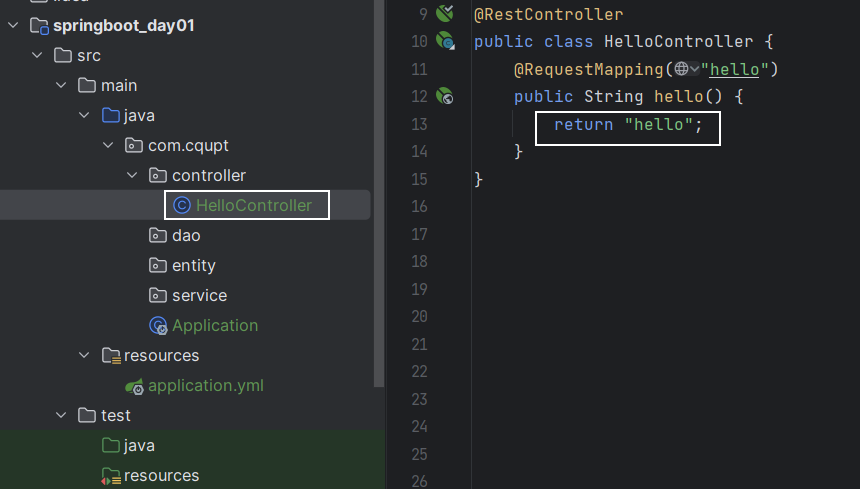 springboot_day01
src
main
java
com.cqupt
controller
HelloController
dao
entity
service
Application
resources
application.yml
test
java
resources
9 @RestController
10 public class HelloController {
11 @RequestMapping("hello")
12 public String hello() {
13 return "hello";
14 }
15 }
16
17
18
19
20
21
22
23
24
25
26